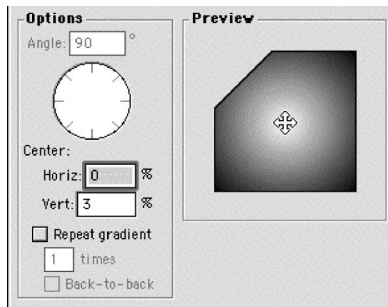 Options
Angle: 90 °
Center:
Horiz: 0 %
Vert: 3 %
Repeat gradient
1 times
Back-to-back
Preview